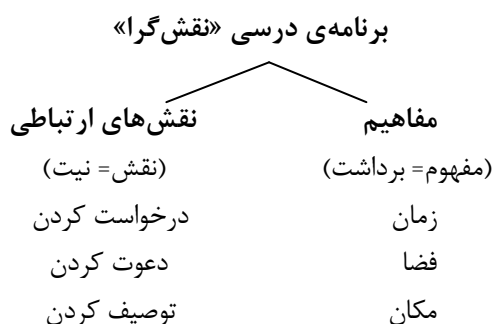 برنامه‌ی درسی «نقش‌گرا»
مفاهیم نقش‌های ارتباطی
(مفهوم= برداشت) (نقش= نیت)
زمان درخواست کردن
فضا دعوت کردن
مکان توصیف کردن